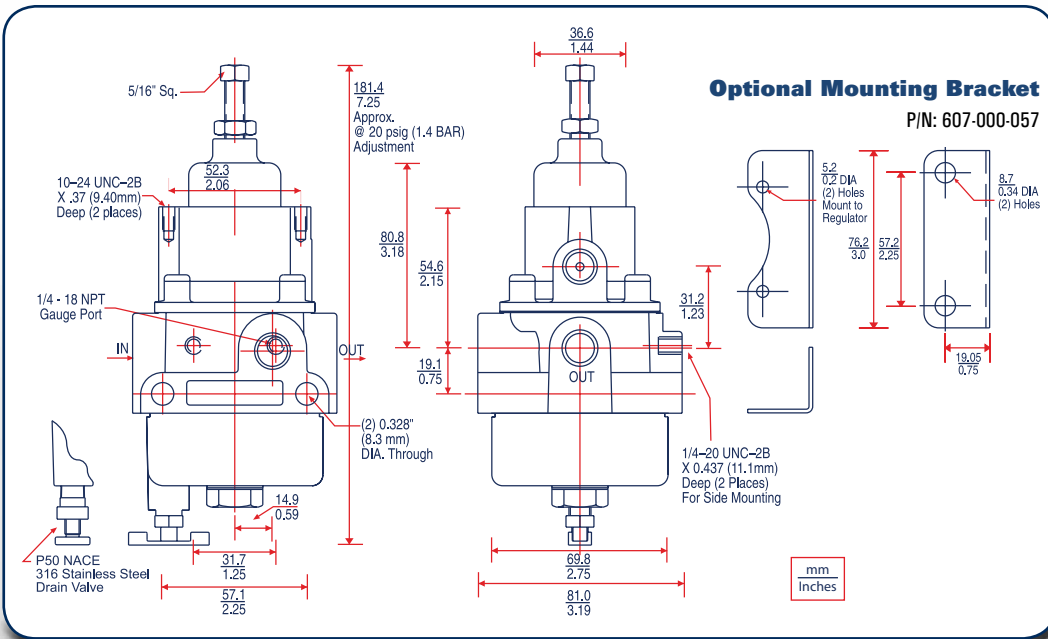 36.6
1.44
5/16" Sq.
181.4
7.25
Approx.
@ 20 psig (1.4 BAR)
Adjustment
Optional Mounting Bracket
P/N: 607-000-057
10–24 UNC–2B
X .37 (9.40mm)
Deep (2 places)
52.3
2.06
80.8
3.18
54.6
2.15
5.2
0.2 DIA
(2) Holes
Mount to
Regulator
76.2
3.0
57.2
2.25
8.7
0.34 DIA
(2) Holes
1/4 - 18 NPT
Gauge Port
31.2
1.23
IN
OUT
19.1
0.75
OUT
19.05
0.75
(2) 0.328"
(8.3 mm)
DIA. Through
1/4–20 UNC–2B
X 0.437 (11.1mm)
Deep (2 Places)
For Side Mounting
14.9
0.59
P50 NACE
316 Stainless Steel
Drain Valve
31.7
1.25
57.1
2.25
69.8
2.75
81.0
3.19
mm
Inches